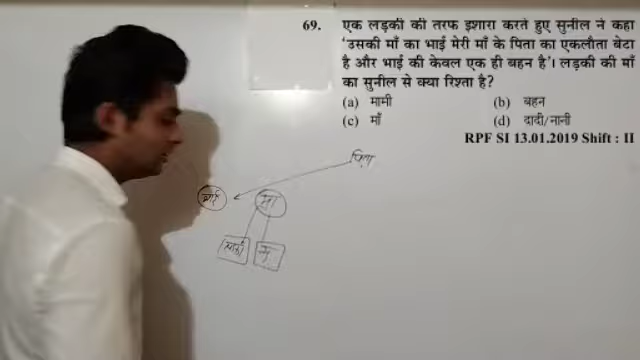 69. एक लड़की की तरफ इशारा करते हुए सुनील ने कहा
'उसकी माँ का भाई मेरी माँ के पिता का एकलौता बेटा
है और भाई की केवल एक ही बहन है'। लड़की की माँ
का सुनील से क्या रिश्ता है?
(a) मामी (b) बहन
(c) माँ (d) दादी/नानी
RPF SI 13.01.2019 Shift : II
पिता
भाई माँ